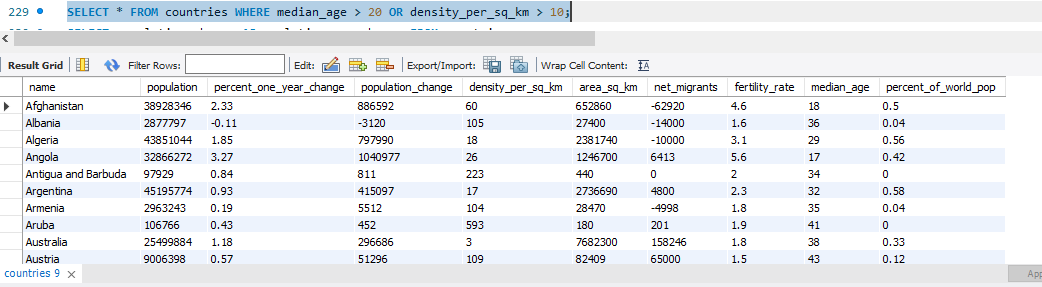 229 SELECT * FROM countries WHERE median_age > 20 OR density_per_sq_km > 10;
Result Grid Filter Rows: Edit: Export/Import: Wrap Cell Content: IA
name population percent_one_year_change population_change density_per_sq_km area_sq_km net_migrants fertility_rate median_age percent_of_world_pop
Afghanistan 38928346 2.33 886592 60 652860 -62920 4.6 18 0.5
Albania 2877797 -0.11 -3120 105 27400 -14000 1.6 36 0.04
Algeria 43851044 1.85 797990 18 2381740 -10000 3.1 29 0.56
Angola 32866272 3.27 1040977 26 1246700 6413 5.6 17 0.42
Antigua and Barbuda 97929 0.84 811 223 440 0 2 34 0
Argentina 45195774 0.93 415097 17 2736690 4800 2.3 32 0.58
Armenia 2963243 0.19 5512 104 28470 -4998 1.8 35 0.04
Aruba 106766 0.43 452 593 180 201 1.9 41 0
Australia 25499884 1.18 296686 3 7682300 158246 1.8 38 0.33
Austria 9006398 0.57 51296 109 82409 65000 1.5 43 0.12
countries 9